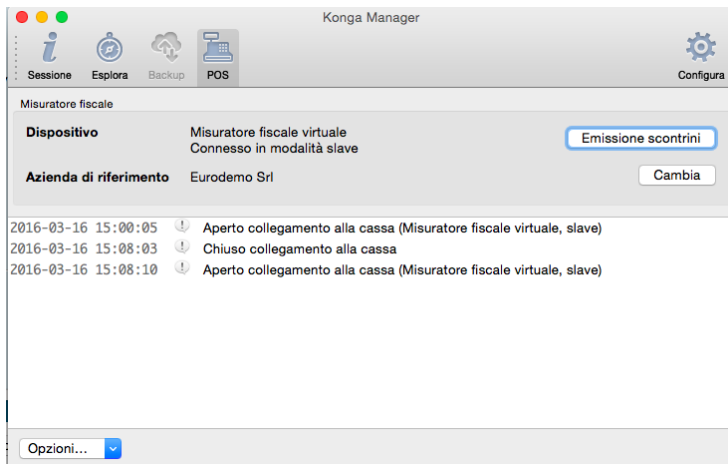 Konga Manager
Sessione Esplora Backup POS Configura
Misuratore fiscale
Dispositivo Misuratore fiscale virtuale Emissione scontrini
Connesso in modalità slave
Azienda di riferimento Eurodemo Srl Cambia
2016-03-16 15:00:05 Aperto collegamento alla cassa (Misuratore fiscale virtuale, slave)
2016-03-16 15:08:03 Chiuso collegamento alla cassa
2016-03-16 15:08:10 Aperto collegamento alla cassa (Misuratore fiscale virtuale, slave)
Opzioni...